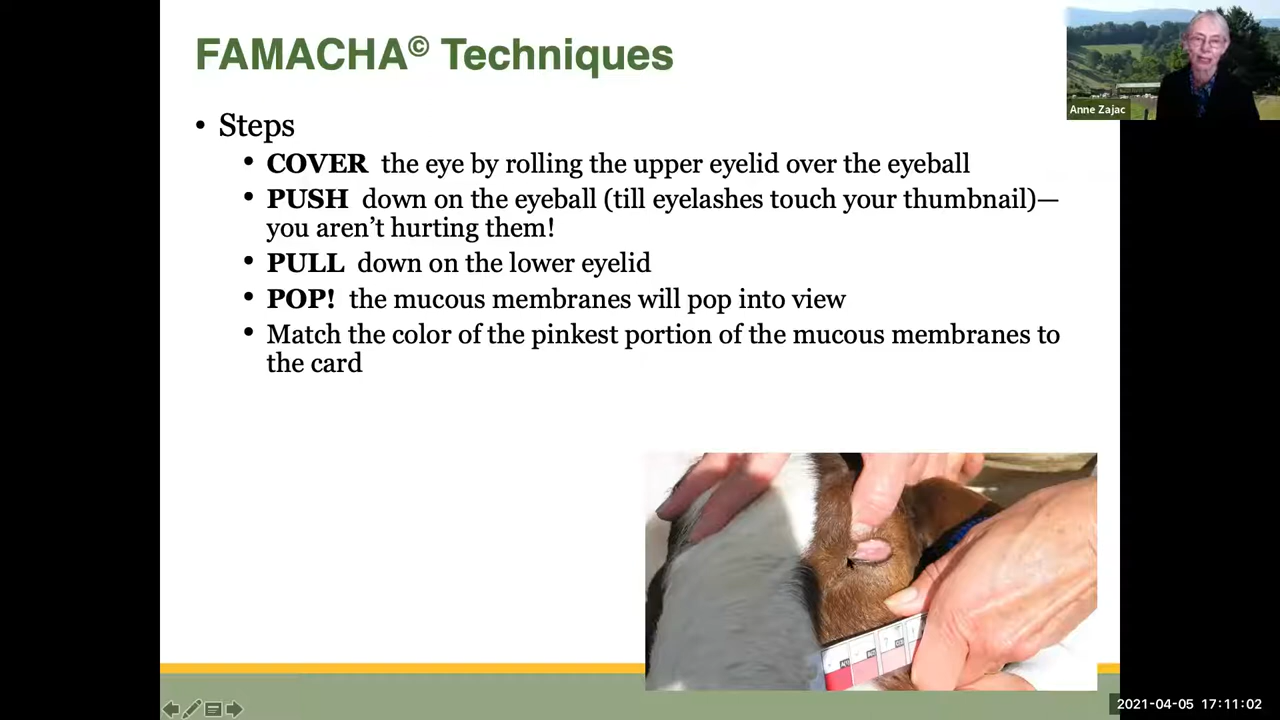 FAMACHA© Techniques
Anne Zajac
• Steps
• COVER the eye by rolling the upper eyelid over the eyeball
• PUSH down on the eyeball (till eyelashes touch your thumbnail)—
you aren’t hurting them!
• PULL down on the lower eyelid
• POP! the mucous membranes will pop into view
• Match the color of the pinkest portion of the mucous membranes to
the card
2021-04-05 17:11:02